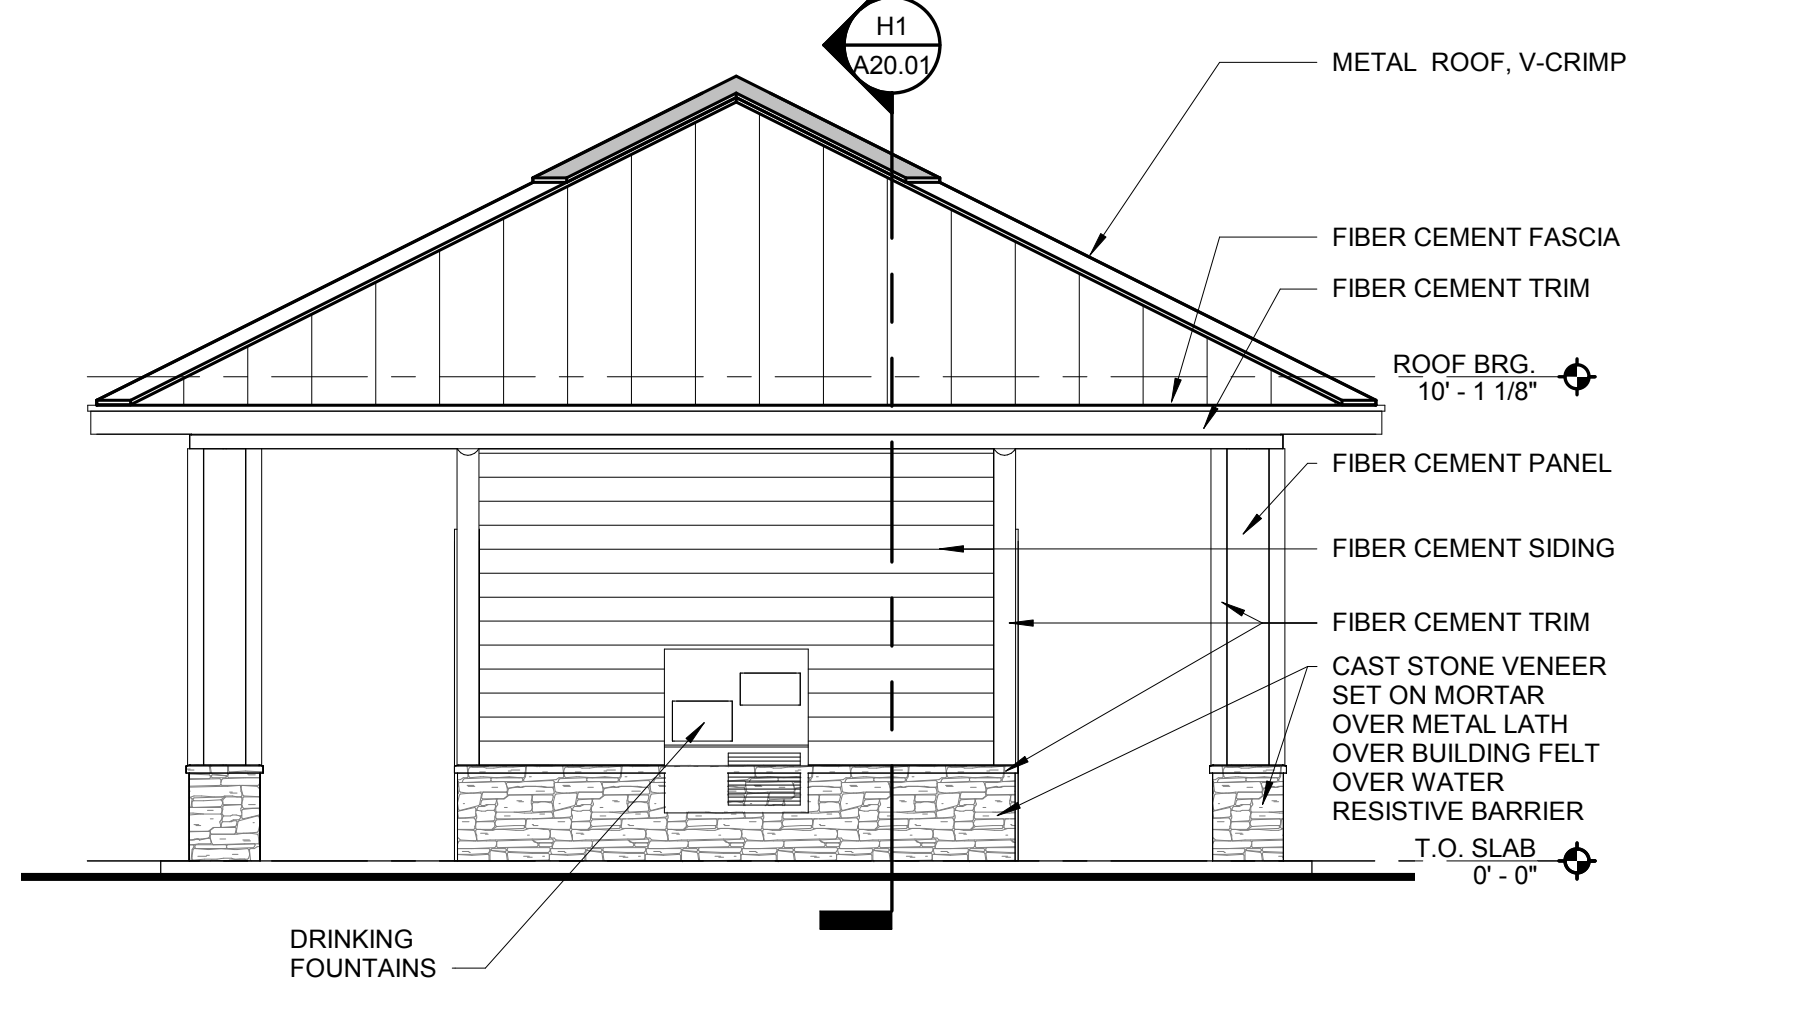 H1
A20.01
METAL ROOF, V-CRIMP
FIBER CEMENT FASCIA
FIBER CEMENT TRIM
ROOF BRG.
10' - 1 1/8"
FIBER CEMENT PANEL
FIBER CEMENT SIDING
FIBER CEMENT TRIM
CAST STONE VENEER
SET ON MORTAR
OVER METAL LATH
OVER BUILDING FELT
OVER WATER
RESISTIVE BARRIER
T.O. SLAB
0' - 0"
DRINKING
FOUNTAINS